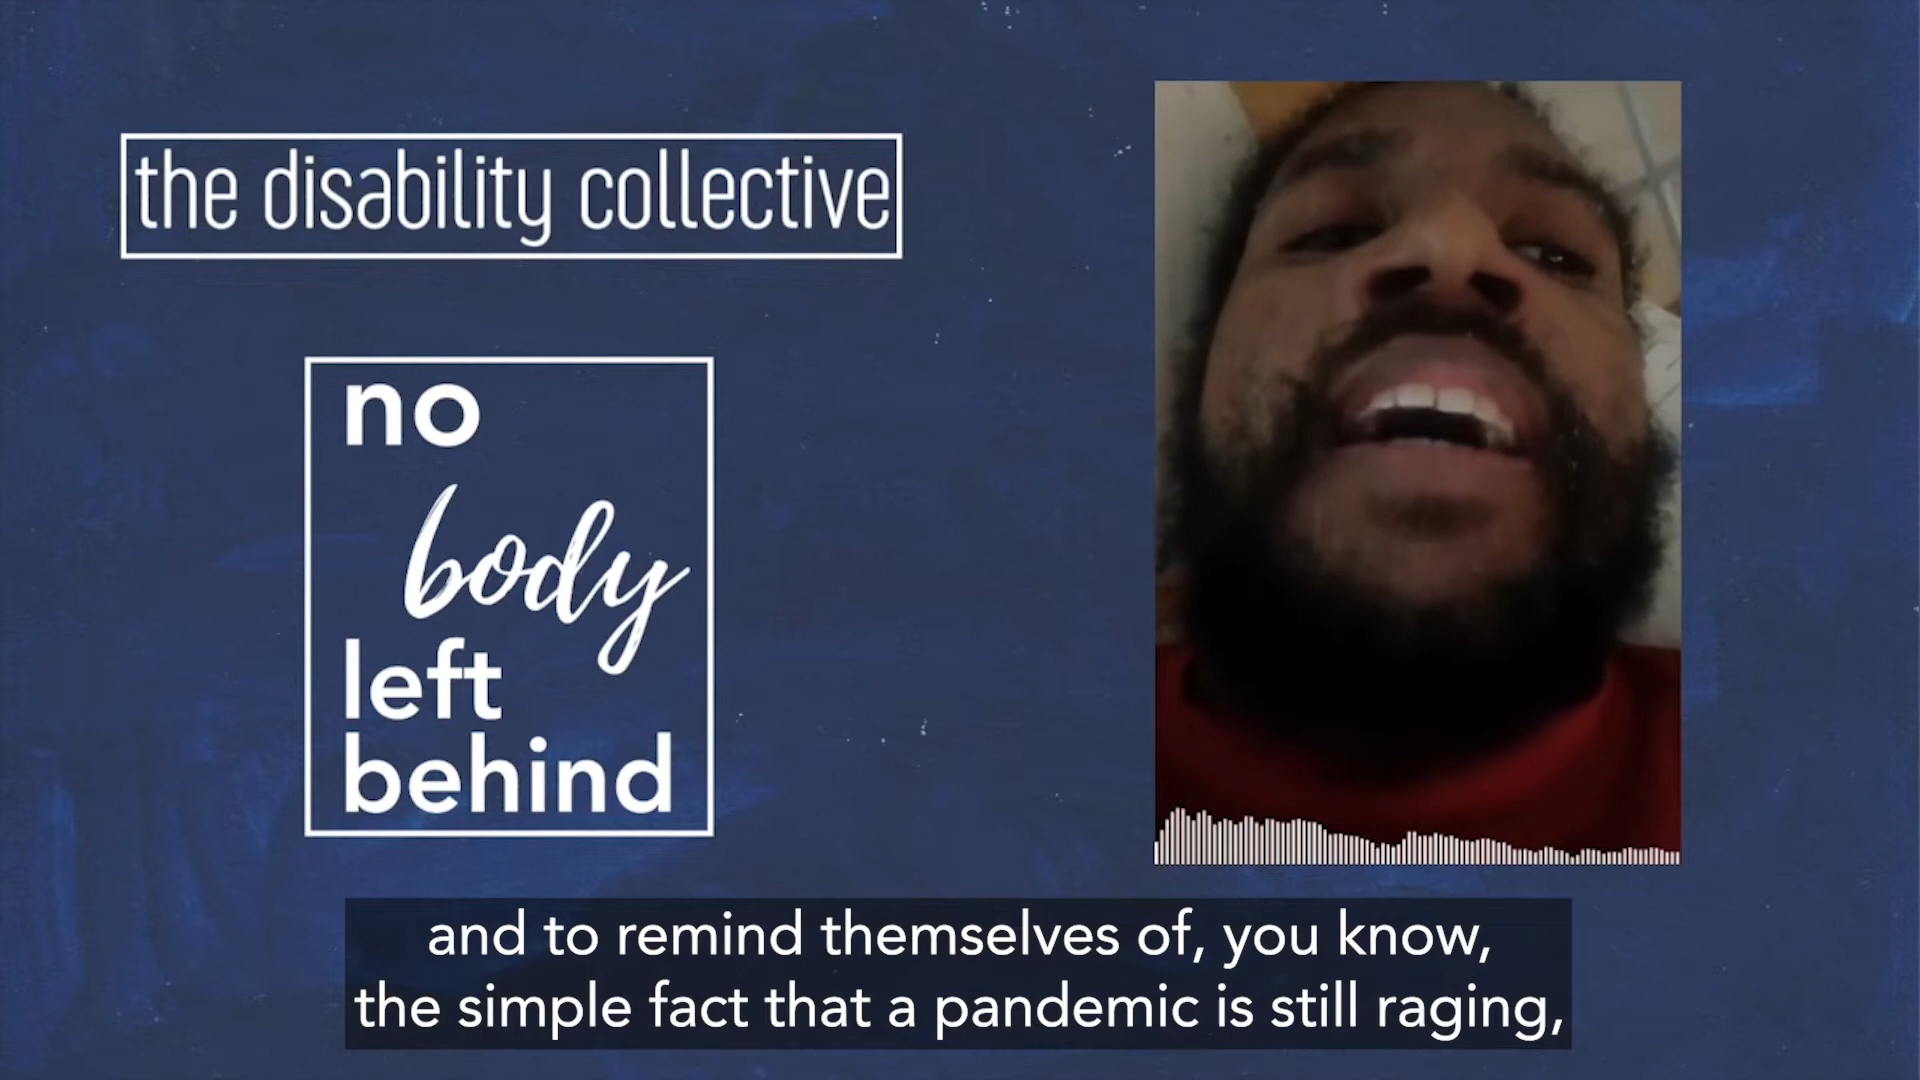 the disability collective
no
body
left
behind
and to remind themselves of, you know,
the simple fact that a pandemic is still raging,